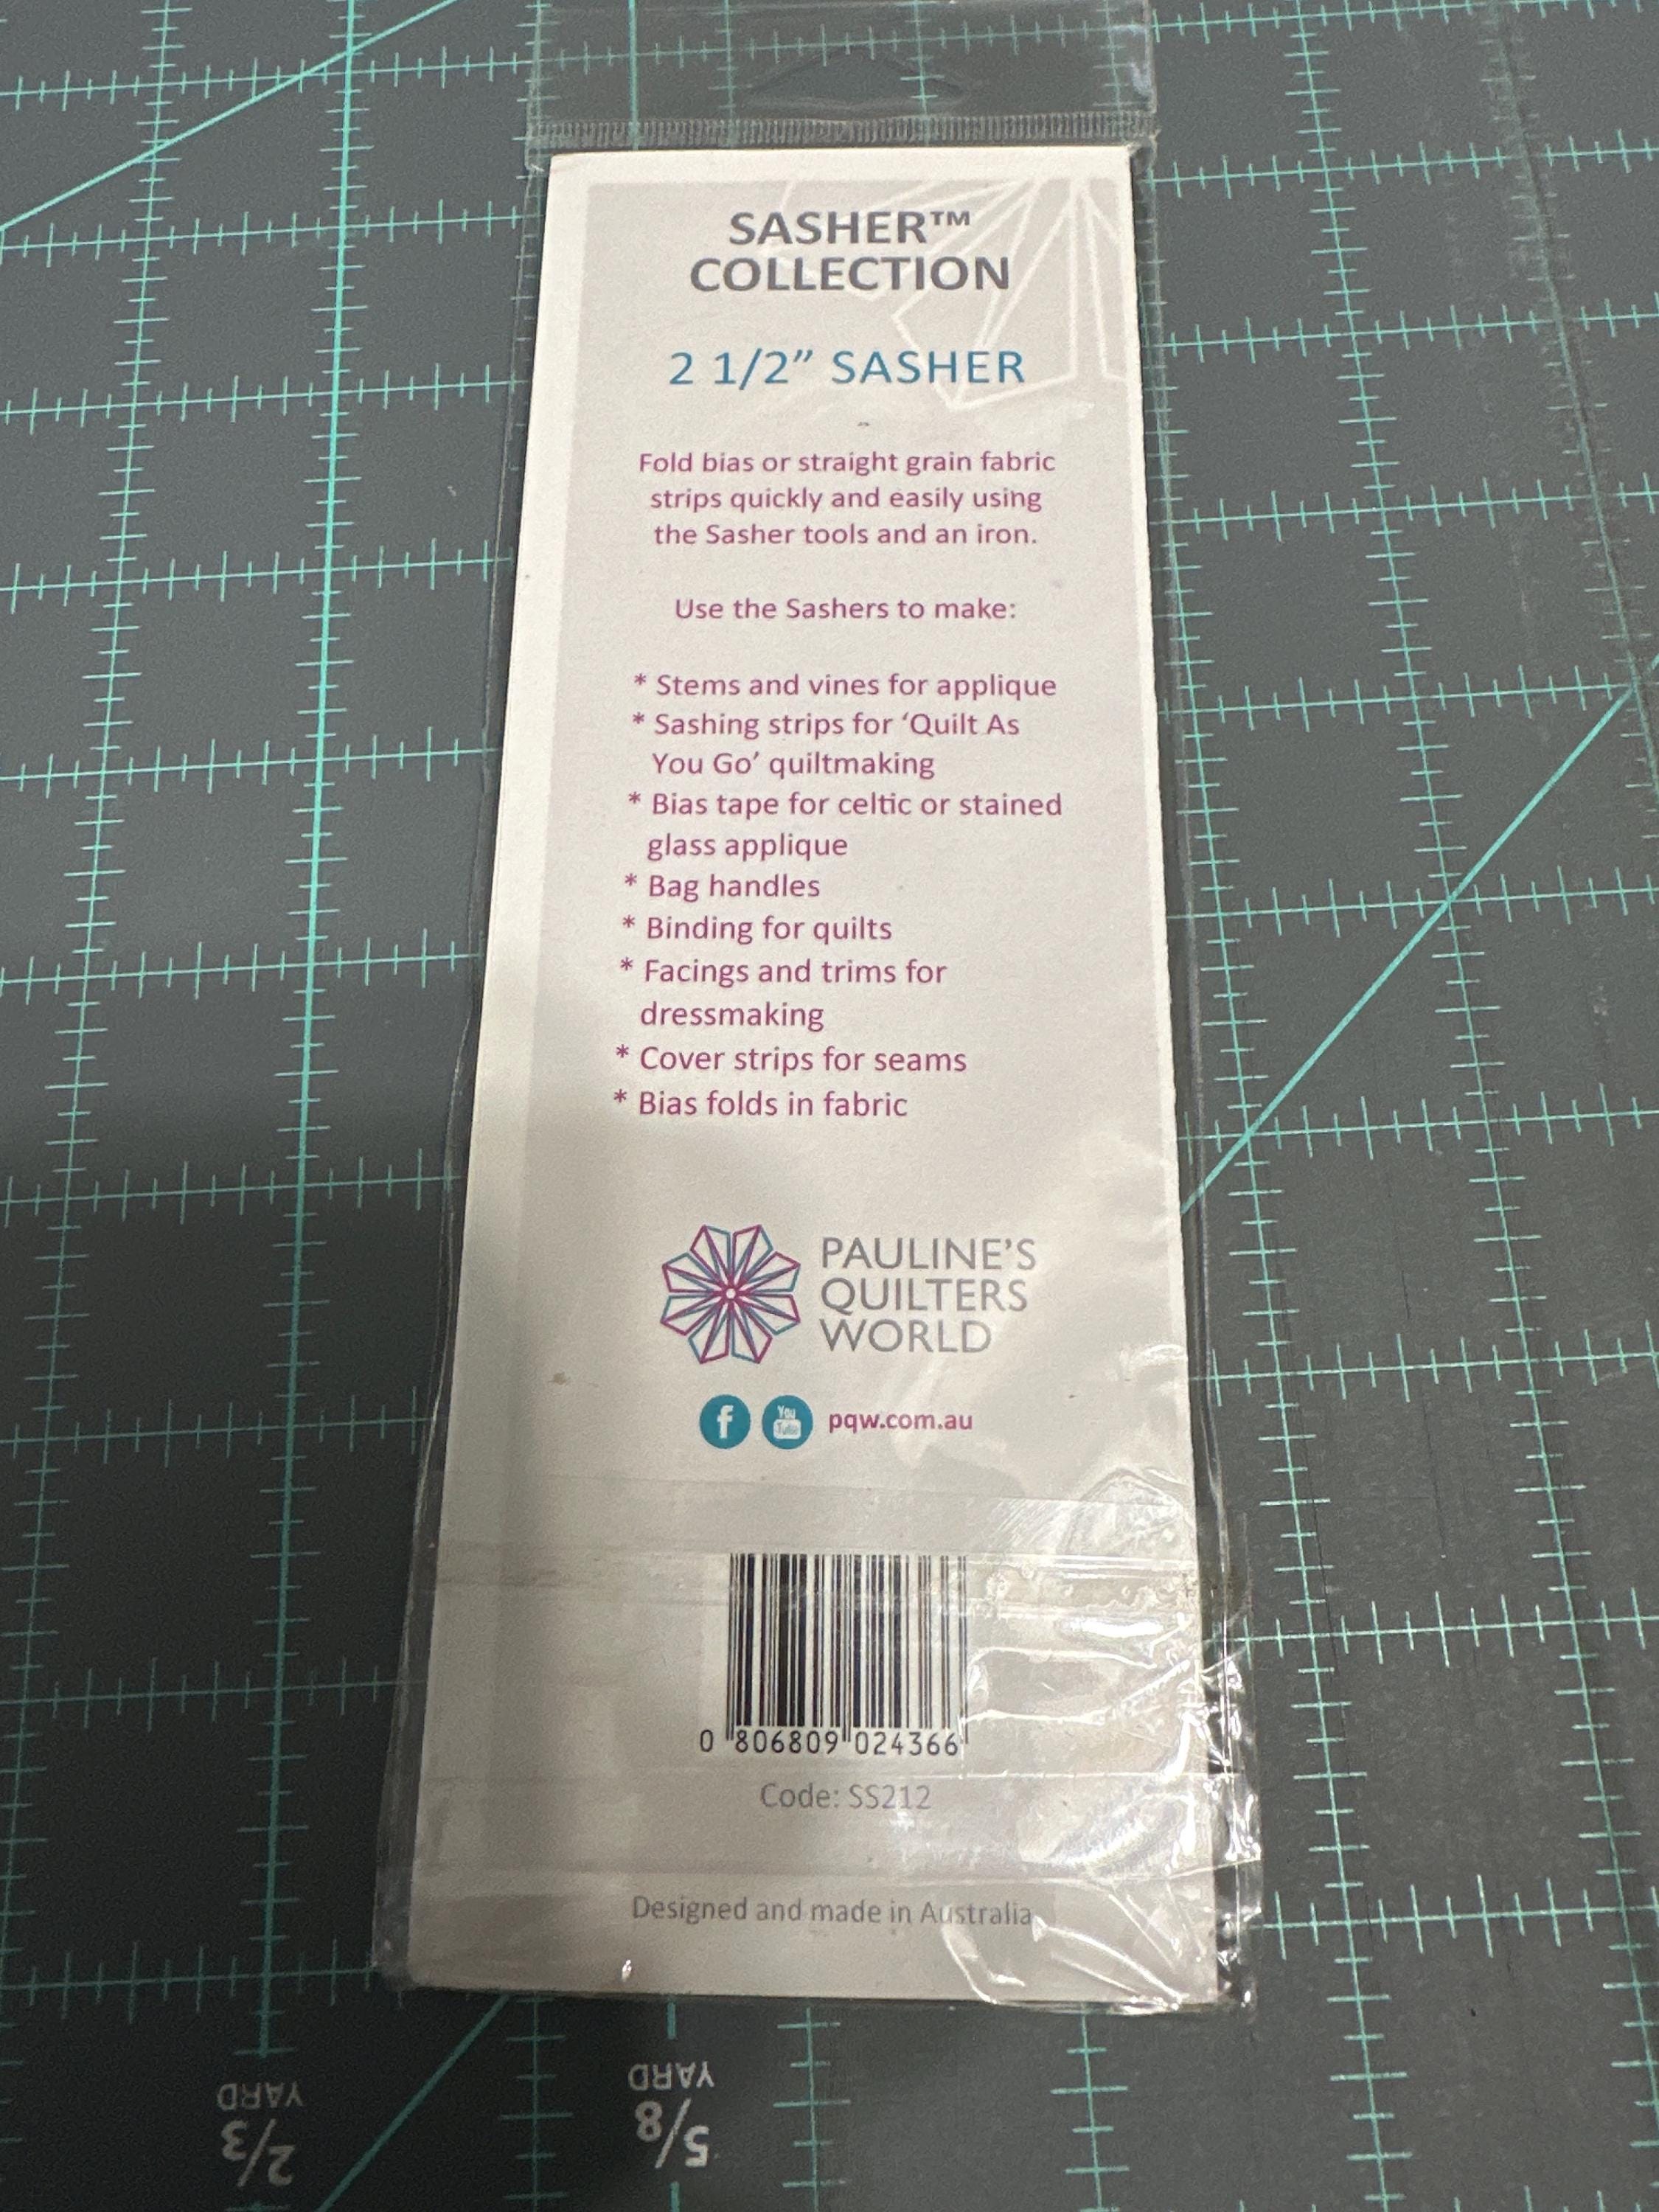 SASHER™
COLLECTION
2 1/2” SASHER
Fold bias or straight grain fabric
strips quickly and easily using
the Sasher tools and an iron.
Use the Sashers to make:
* Stems and vines for applique
* Sashing strips for ‘Quilt As
You Go’ quiltmaking
* Bias tape for celtic or stained
glass applique
* Bag handles
* Binding for quilts
* Facings and trims for
dressmaking
* Cover strips for seams
* Bias folds in fabric
PAULINE’S
QUILTERS
WORLD
f You Tube pqw.com.au
0 806809 024366
Code: SS212
Designed and made in Australia
2/3 YARD
5/8 YARD